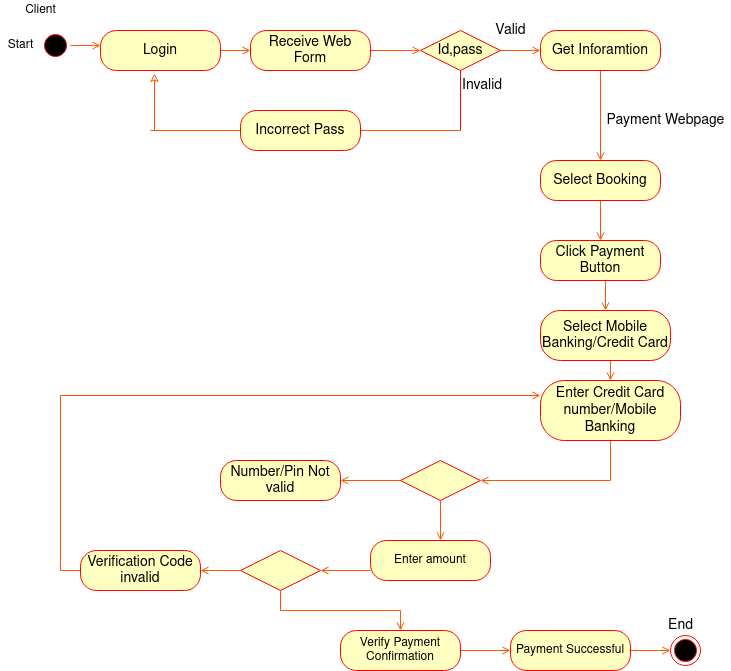 Client
Start
Login
Receive Web
Form
Id,pass
Valid
Get Inforamtion
Invalid
Incorrect Pass
Payment Webpage
Select Booking
Click Payment
Button
Select Mobile
Banking/Credit Card
Enter Credit Card
number/Mobile
Banking
Number/Pin Not
valid
Enter amount
Verification Code
invalid
Verify Payment
Confirmation
Payment Successful
End